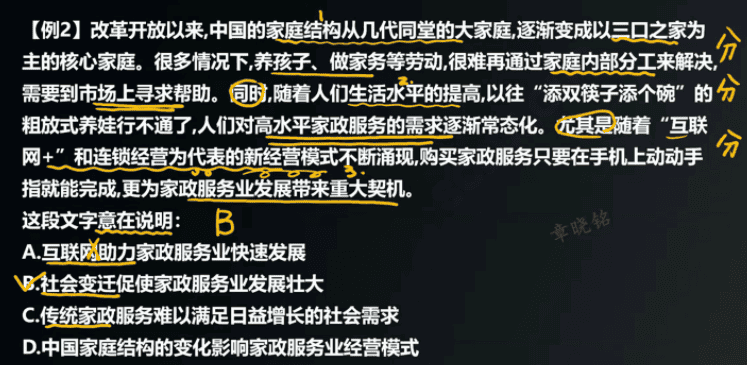 【例2】改革开放以来,中国的家庭结构从几代同堂的大家庭,逐渐变成以三口之家为
主的核心家庭。很多情况下,养孩子、做家务等劳动,很难再通过家庭内部分工来解决,
需要到市场上寻求帮助。同时,随着人们生活水平的提高,以往“添双筷子添个碗”的
粗放式养娃行不通了,人们对高水平家政服务的需求逐渐常态化。尤其是随着“互联
网+”和连锁经营为代表的新经营模式不断涌现,购买家政服务只要在手机上动动手
指就能完成,更为家政服务业发展带来重大契机。
这段文字意在说明:
B
A.互联网助力家政服务业快速发展
B.社会变迁促使家政服务业发展壮大
C.传统家政服务难以满足日益增长的社会需求
D.中国家庭结构的变化影响家政服务业经营模式
1
2.
3.
分
分
分
章晓铭